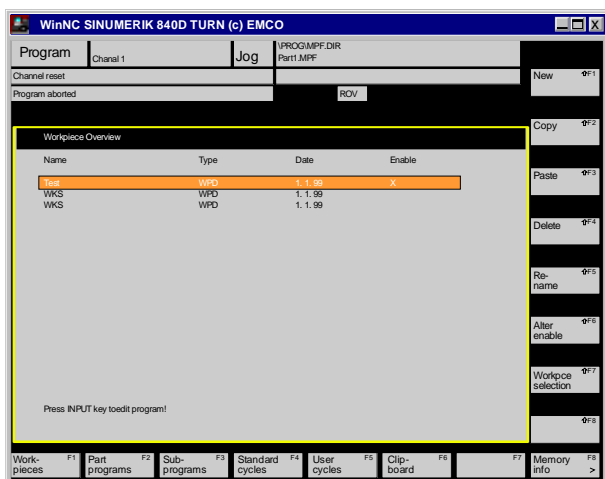 WinNC SINUMERIK 840D TURN (c) EMCO
Program Chanal 1 Jog \PROG\MPF.DIR
Part1.MPF
Channel reset
Program aborted ROV
Workpiece Overview
Name Type Date Enable
Test WPD 1. 1. 99 X
WKS WPD 1. 1. 99
WKS WPD 1. 1. 99
Press INPUT key toedit program!
New ⇧F1
Copy ⇧F2
Paste ⇧F3
Delete ⇧F4
Re- ⇧F5
name
Alter ⇧F6
enable
Workpce ⇧F7
selection
⇧F8
Work- F1 Part F2 Sub- F3 Standard F4 User F5 Clip- F6 F7 Memory F8
pieces programs programs cycles cycles board info >